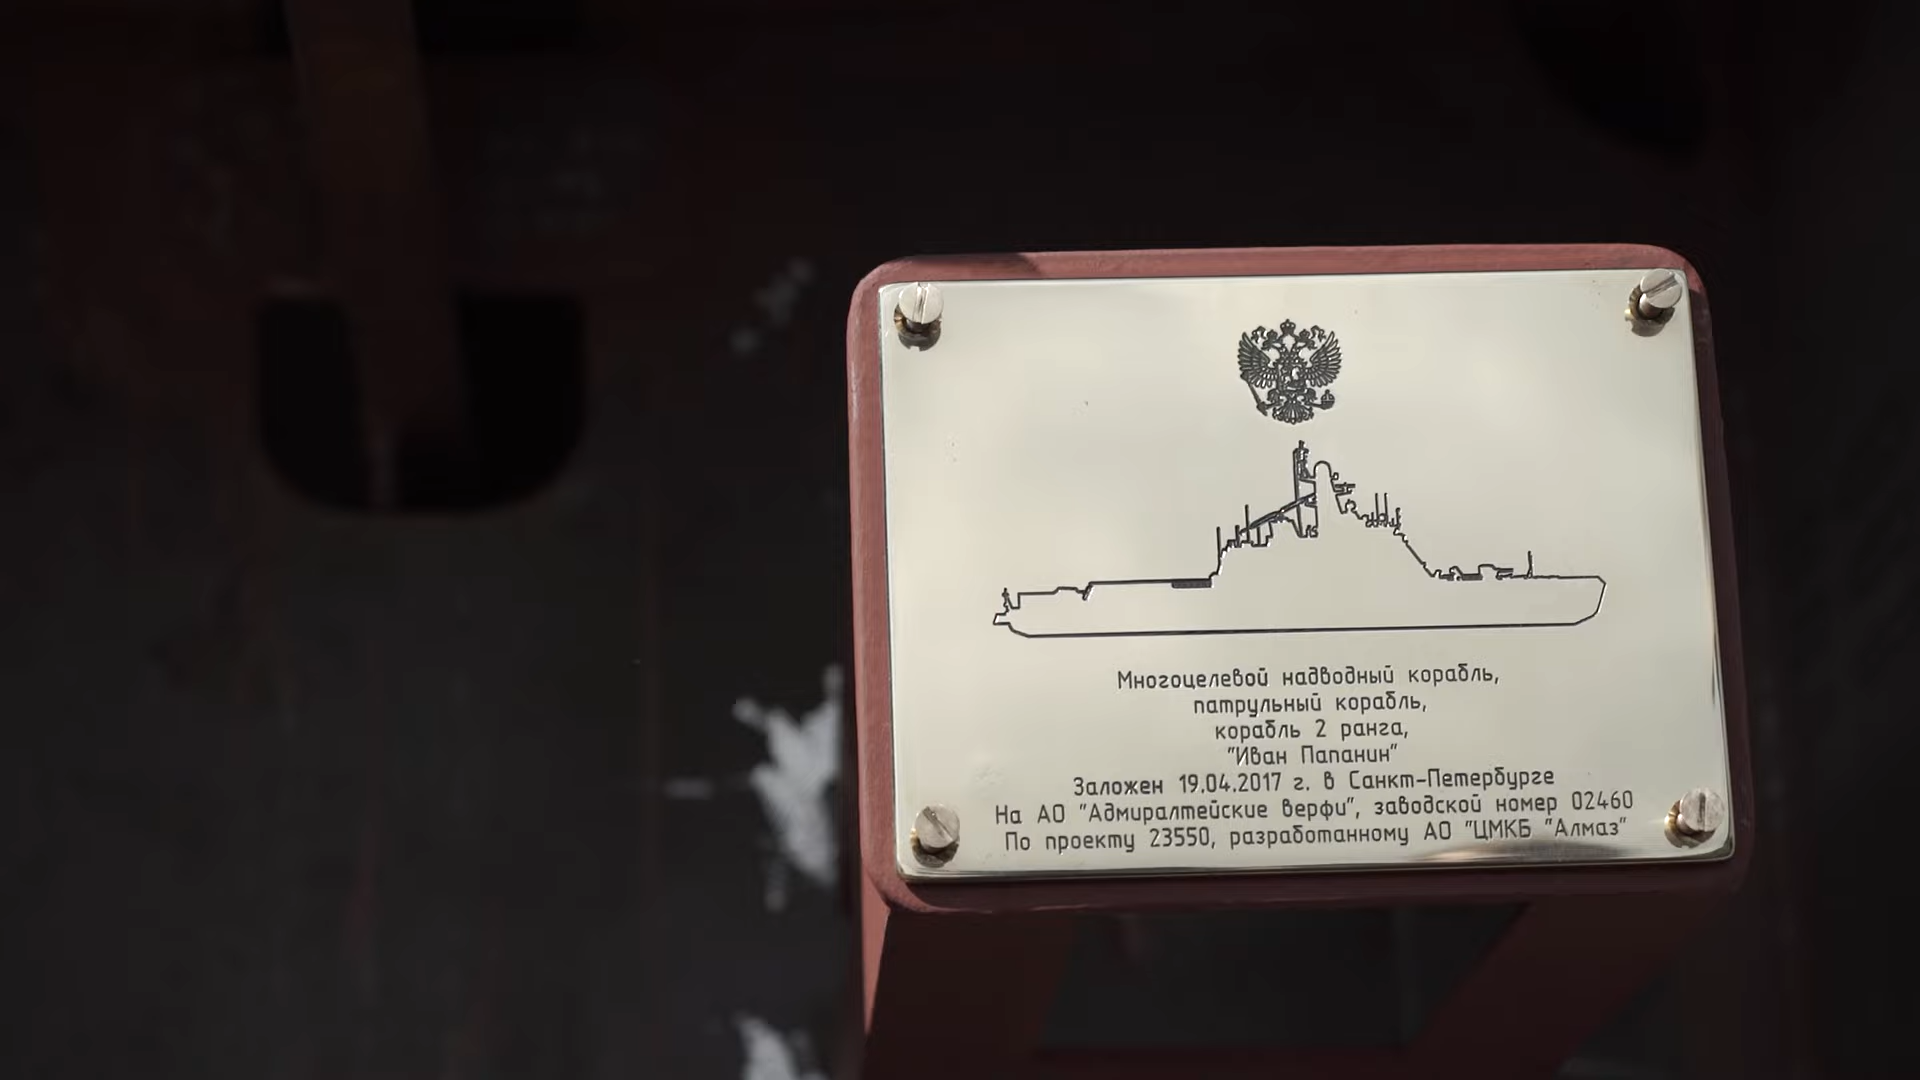 Многоцелевой надводный корабль,
патрульный корабль,
корабль 2 ранга,
"Иван Папанин"
Заложен 19.04.2017 г. в Санкт-Петербурге
На АО "Адмиралтейские верфи", заводской номер 02460
По проекту 23550, разработанному АО "ЦМКБ "Алмаз"